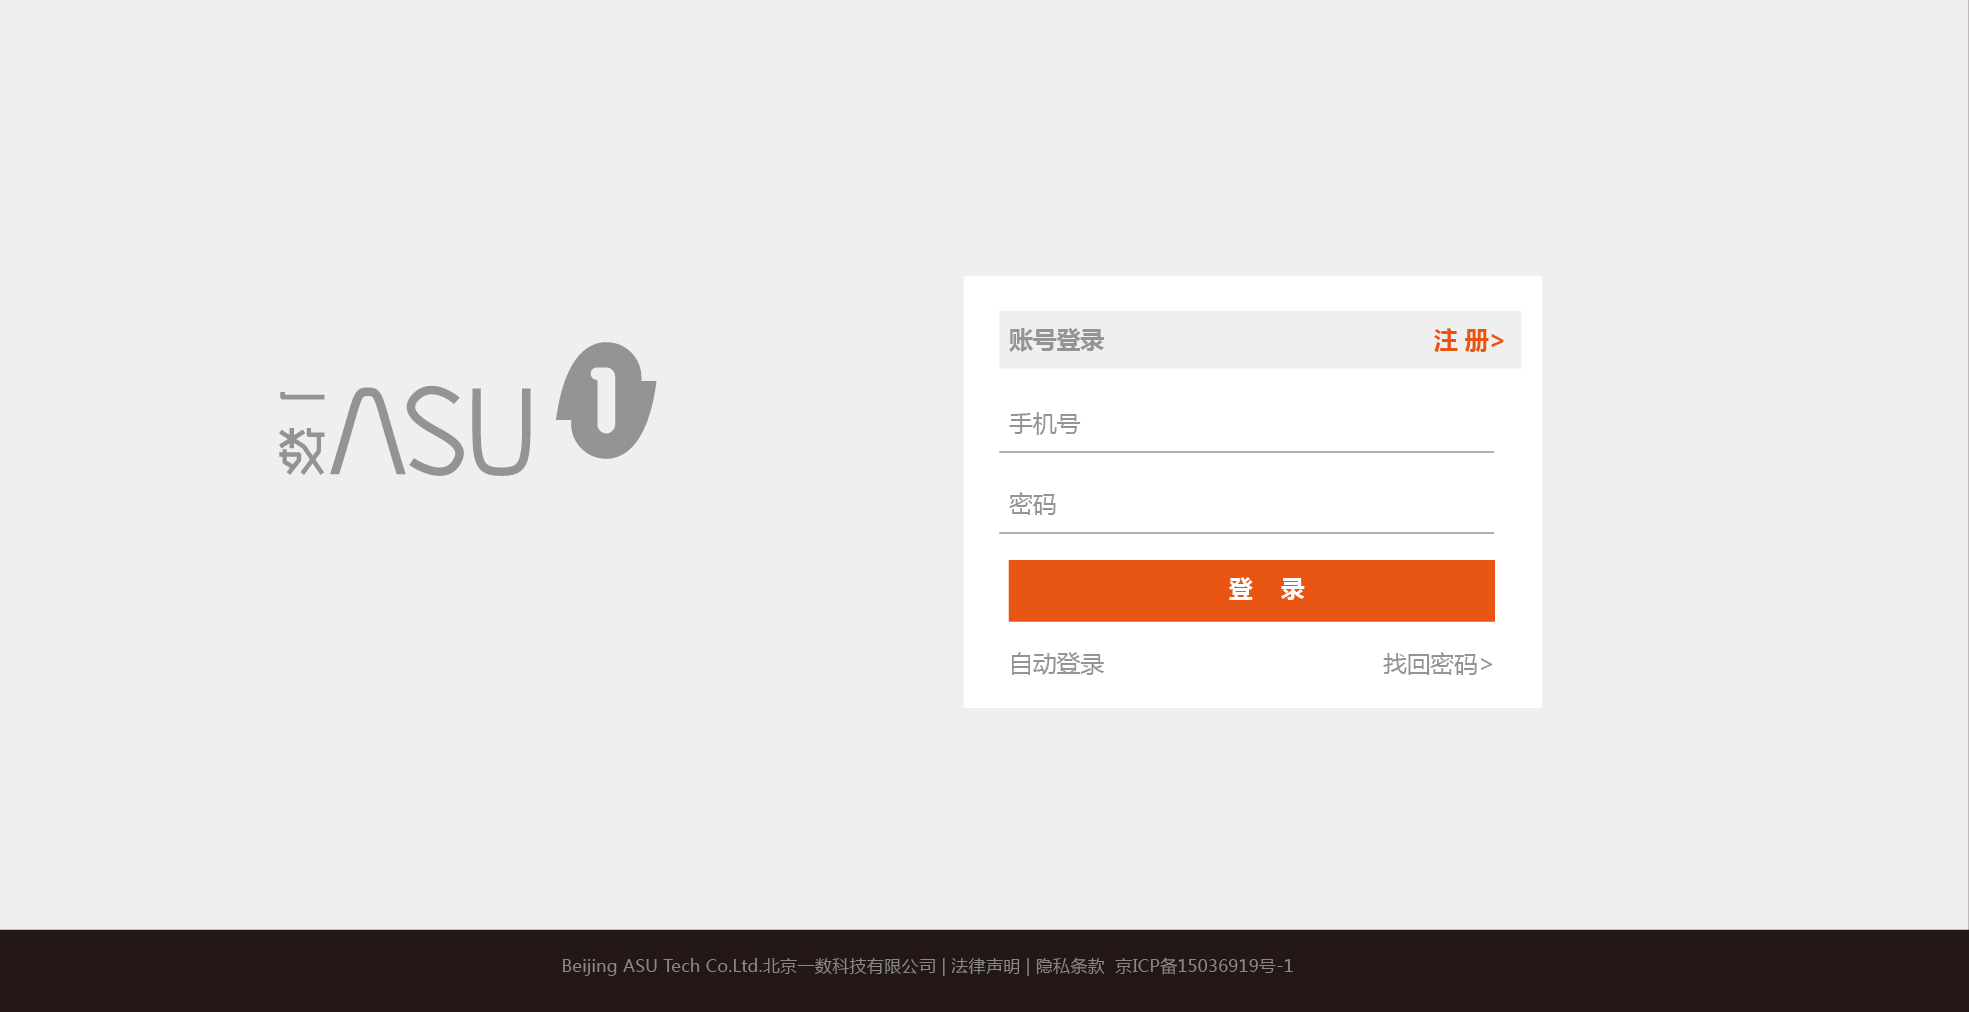 一数 ASU 1
账号登录 注 册>
手机号
密码
登 录
自动登录 找回密码>
Beijing ASU Tech Co.Ltd.北京一数科技有限公司 | 法律声明 | 隐私条款 京ICP备15036919号-1